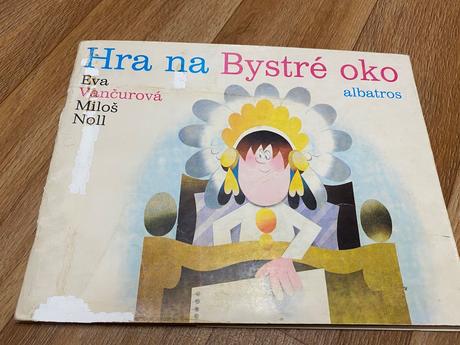 Hra na Bystré oko
Eva
Vančurová
Miloš
Noll
albatros